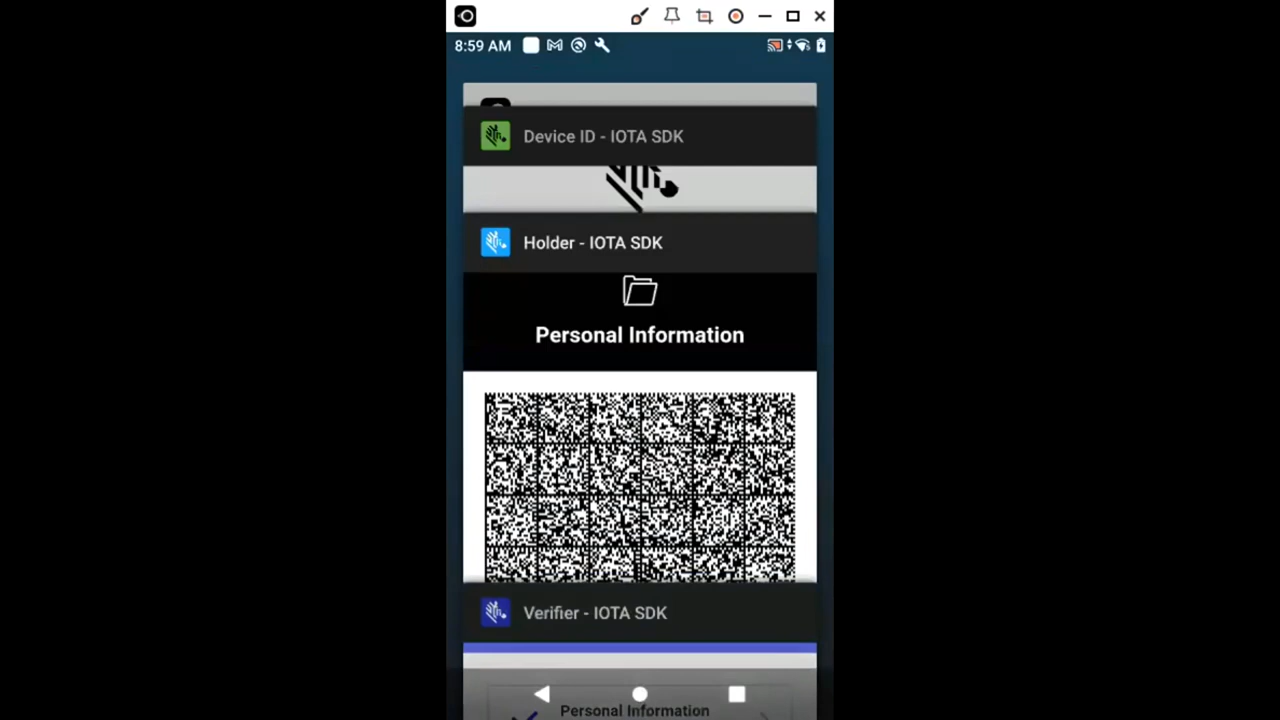 8:59 AM
Device ID - IOTA SDK
Holder - IOTA SDK
Personal Information
Verifier - IOTA SDK
Personal Information